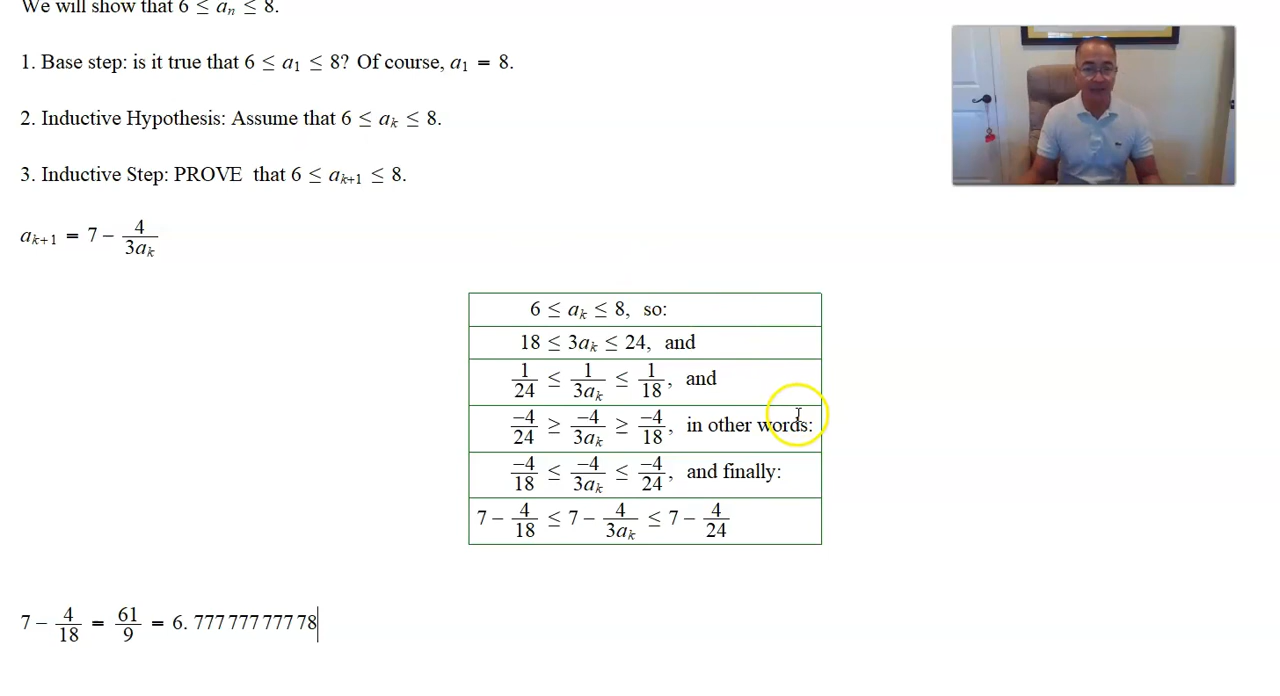 We will show that 6 ≤ aₙ ≤ 8.
1. Base step: is it true that 6 ≤ a₁ ≤ 8? Of course, a₁ = 8.
2. Inductive Hypothesis: Assume that 6 ≤ aₖ ≤ 8.
3. Inductive Step: PROVE that 6 ≤ aₖ₊₁ ≤ 8.
aₖ₊₁ = 7 − 4/(3aₖ)
6 ≤ aₖ ≤ 8, so:
18 ≤ 3aₖ ≤ 24, and
1/24 ≤ 1/(3aₖ) ≤ 1/18, and
−4/24 ≥ −4/(3aₖ) ≥ −4/18, in other words:
−4/18 ≤ −4/(3aₖ) ≤ −4/24, and finally:
7 − 4/18 ≤ 7 − 4/(3aₖ) ≤ 7 − 4/24
7 − 4/18 = 61/9 = 6. 777 777 777 78